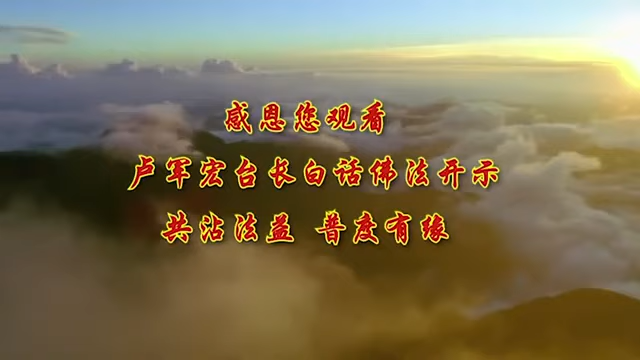 感恩您观看
卢军宏台长白话佛法开示
共沾法益 普度有缘